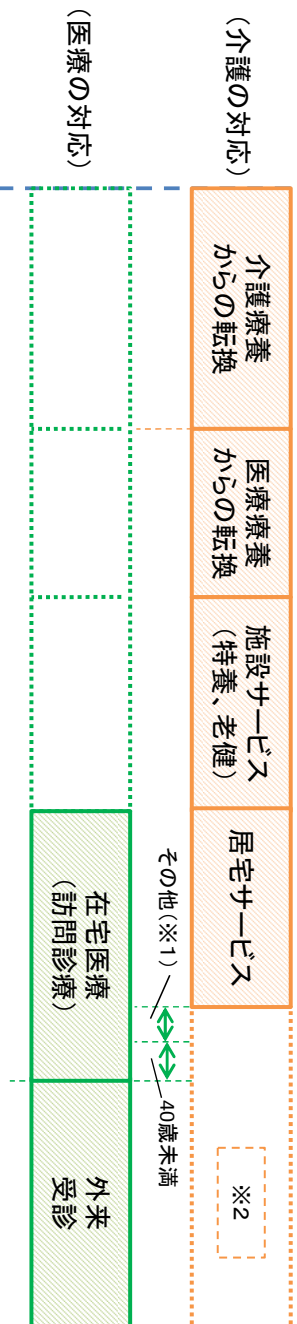 （介護の対応）
介護療養
からの転換
医療療養
からの転換
施設サービス
（特養、老健）
居宅サービス
※2
その他（※1）
40歳未満
（医療の対応）
在宅医療
（訪問診療）
外来
受診